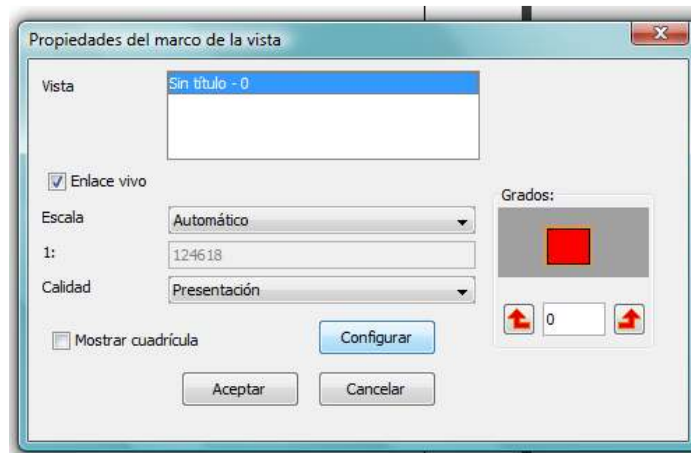 Propiedades del marco de la vista
Vista
Sin título - 0
Enlace vivo
Escala
Automático
1:
124618
Calidad
Presentación
Mostrar cuadrícula
Configurar
Grados:
0
Aceptar
Cancelar